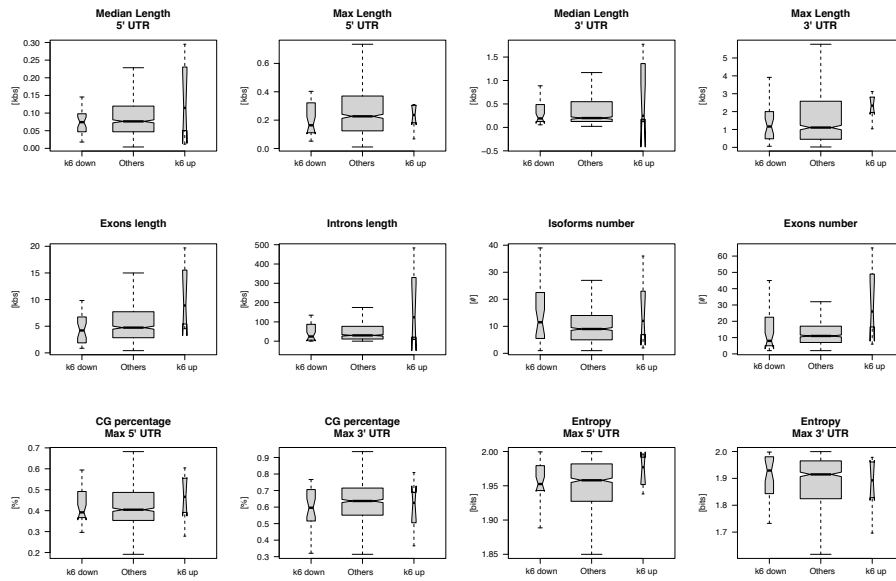 Median Length
5' UTR
Max Length
5' UTR
Median Length
3' UTR
Max Length
3' UTR
[kbs]
0.30
0.25
0.20
0.15
0.10
0.05
0.00
k6 down Others k6 up
[kbs]
0.6
0.4
0.2
0.0
k6 down Others k6 up
[kbs]
1.5
1.0
0.5
0.0
−0.5
k6 down Others k6 up
[kbs]
5
4
3
2
1
0
k6 down Others k6 up
Exons length
Introns length
Isoforms number
Exons number
[kbs]
20
15
10
5
0
k6 down Others k6 up
[kbs]
500
400
300
200
100
0
k6 down Others k6 up
[#]
40
30
20
10
0
k6 down Others k6 up
[#]
60
50
40
30
20
10
0
k6 down Others k6 up
CG percentage
Max 5' UTR
CG percentage
Max 3' UTR
Entropy
Max 5' UTR
Entropy
Max 3' UTR
[%]
0.7
0.6
0.5
0.4
0.3
0.2
k6 down Others k6 up
[%]
0.9
0.8
0.7
0.6
0.5
0.4
0.3
k6 down Others k6 up
[bits]
2.00
1.95
1.90
1.85
k6 down Others k6 up
[bits]
2.0
1.9
1.8
1.7
k6 down Others k6 up